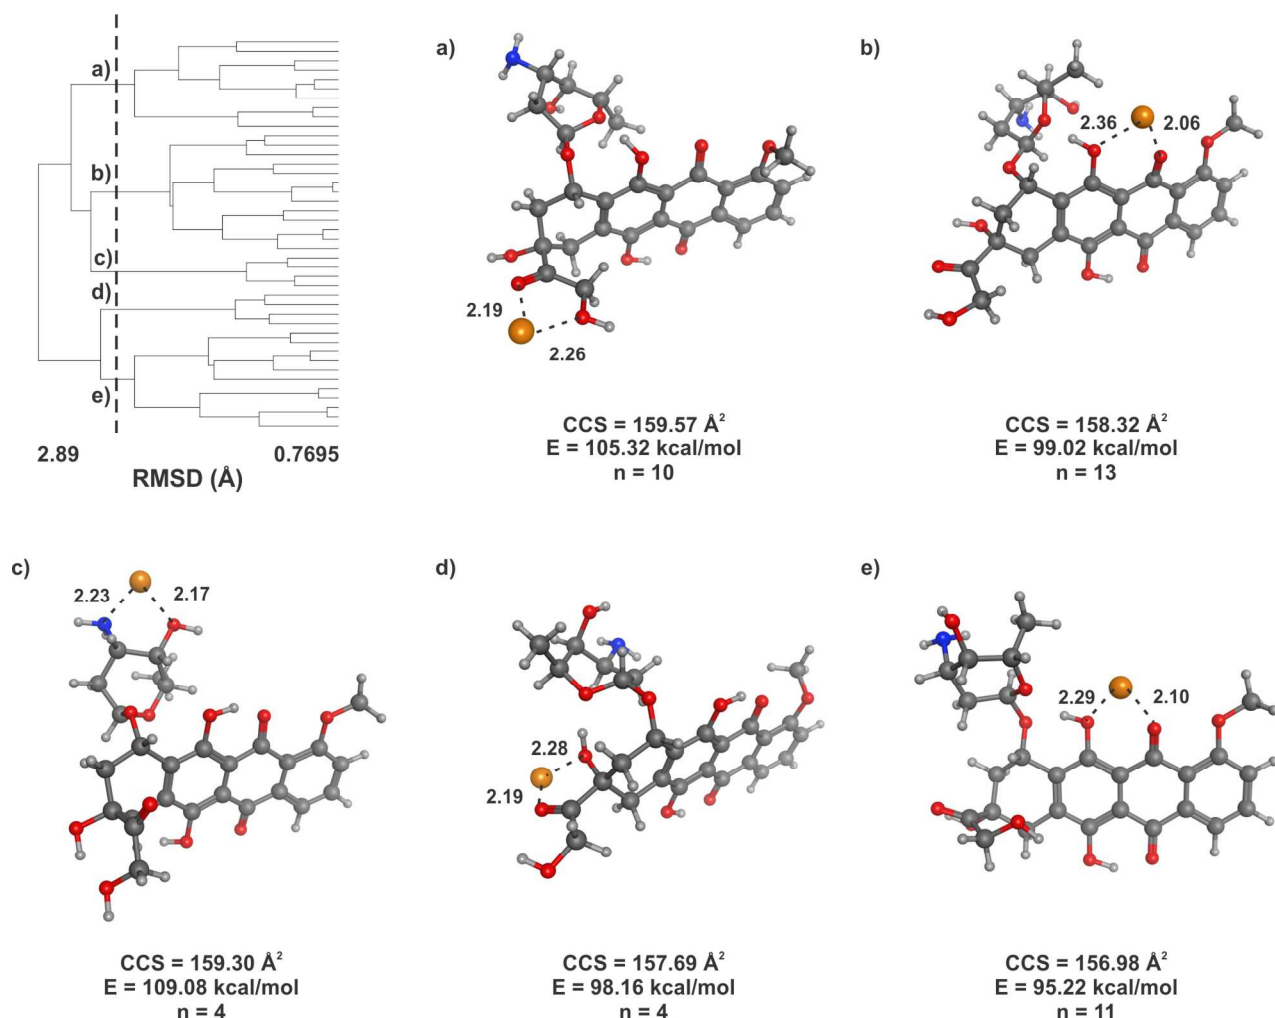 a)
b)
c)
d)
e)
2.89
0.7695
RMSD (Å)
a)
2.19
2.26
CCS = 159.57 Å²
E = 105.32 kcal/mol
n = 10
b)
2.36
2.06
CCS = 158.32 Å²
E = 99.02 kcal/mol
n = 13
c)
2.23
2.17
CCS = 159.30 Å²
E = 109.08 kcal/mol
n = 4
d)
2.28
2.19
CCS = 157.69 Å²
E = 98.16 kcal/mol
n = 4
e)
2.29
2.10
CCS = 156.98 Å²
E = 95.22 kcal/mol
n = 11